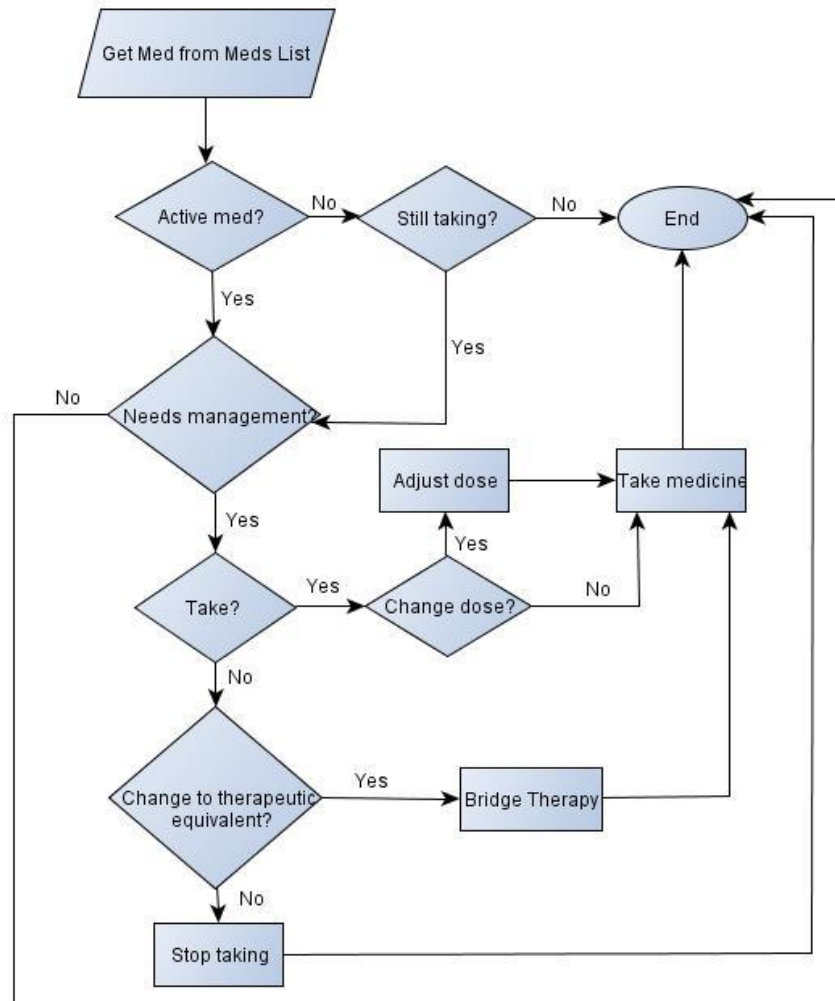 Get Med from Meds List
Active med?
No
Still taking?
No
End
Yes
Yes
No
Needs management?
Adjust dose
Take medicine
Yes
Yes
Take?
Yes
Change dose?
No
No
Change to therapeutic
equivalent?
Yes
Bridge Therapy
No
Stop taking